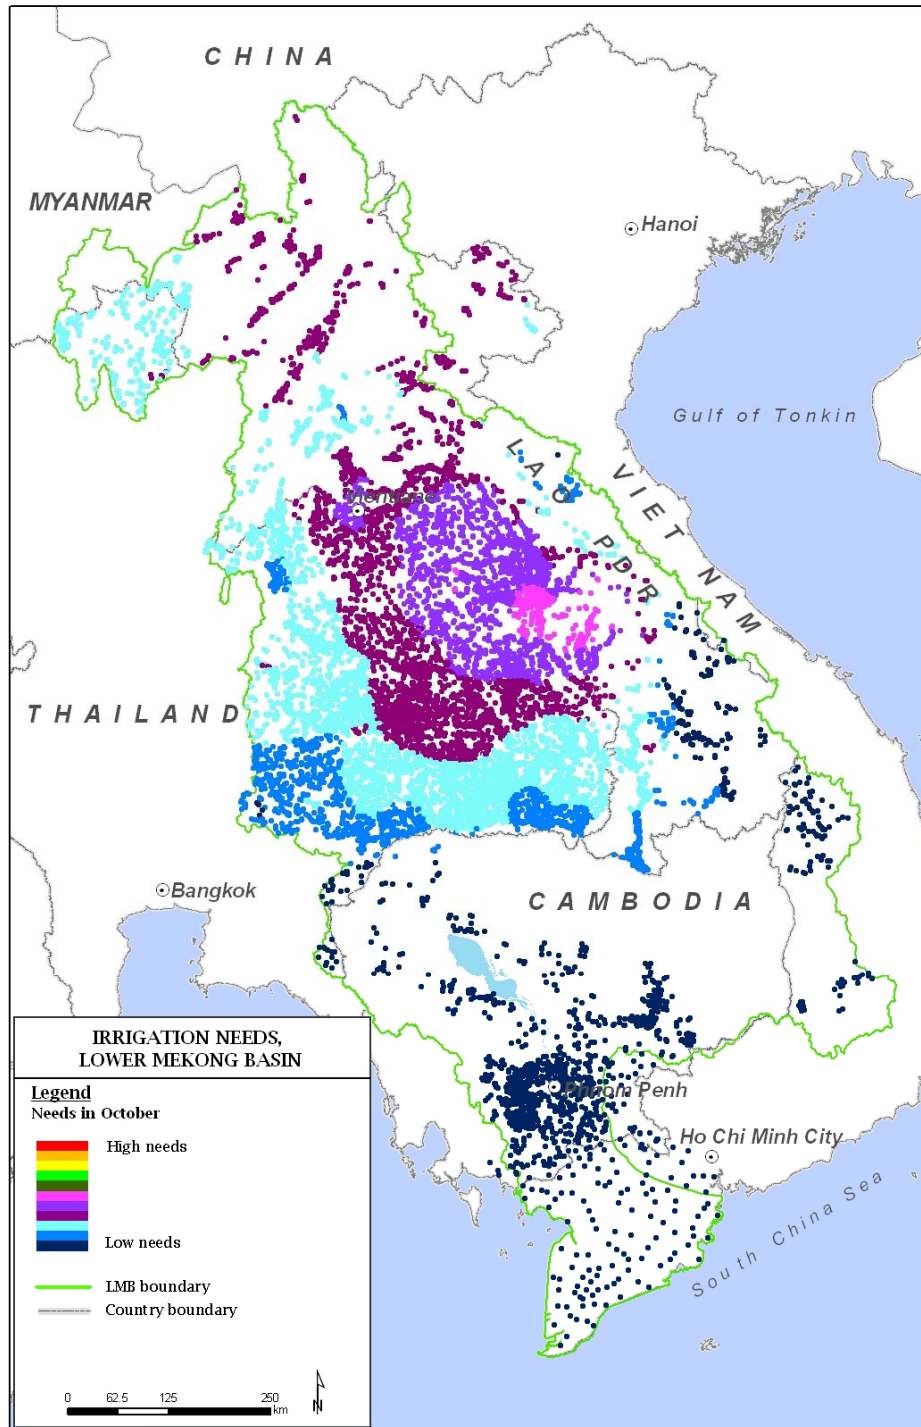 CHINA
MYANMAR
Hanoi
Gulf of Tonkin
LAO PDR
VIET NAM
Vientiane
THAILAND
Bangkok
CAMBODIA
Phnom Penh
Ho Chi Minh City
South China Sea
IRRIGATION NEEDS,
LOWER MEKONG BASIN
Legend
Needs in October
High needs
Low needs
LMB boundary
Country boundary
0 62.5 125 250
km
N